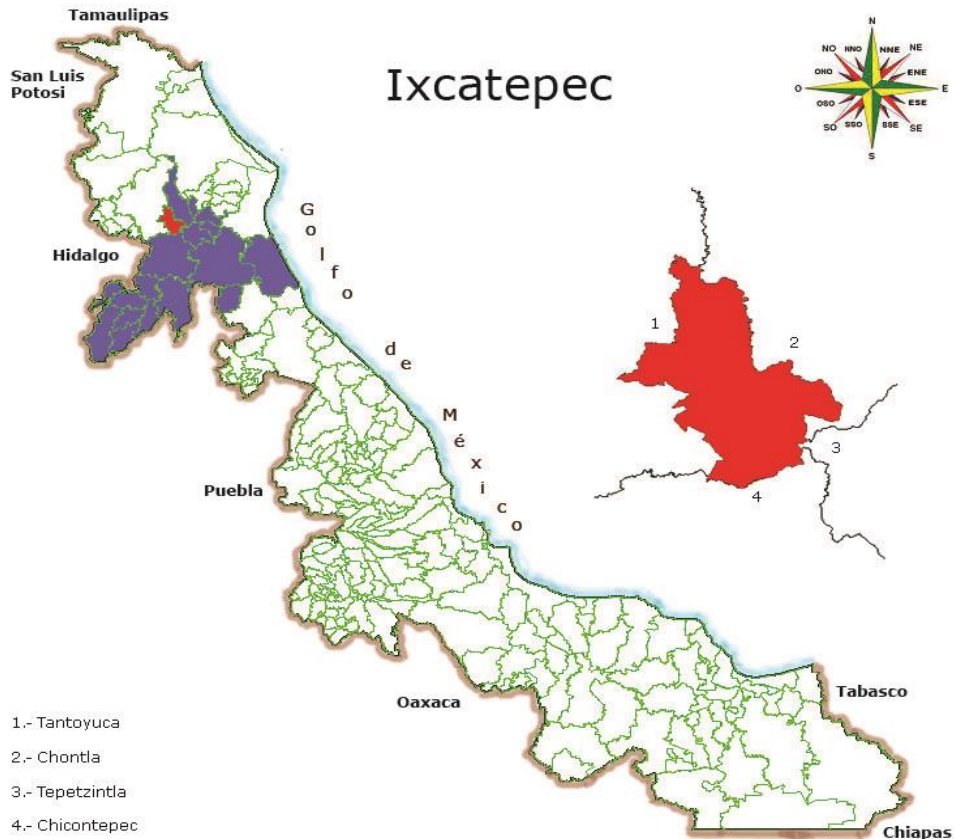 Tamaulipas
Ixcatepec
San Luis
Potosi
N
NNO
NNE
NO
NE
OHO
ENE
O
E
OSO
ESE
SSO
SSE
SO
SE
S
Hidalgo
Golfo de México
1
2
3
4
Puebla
Oaxaca
Tabasco
Chiapas
1.- Tantoyuca
2.- Chontla
3.- Tepetzintla
4.- Chicontepec